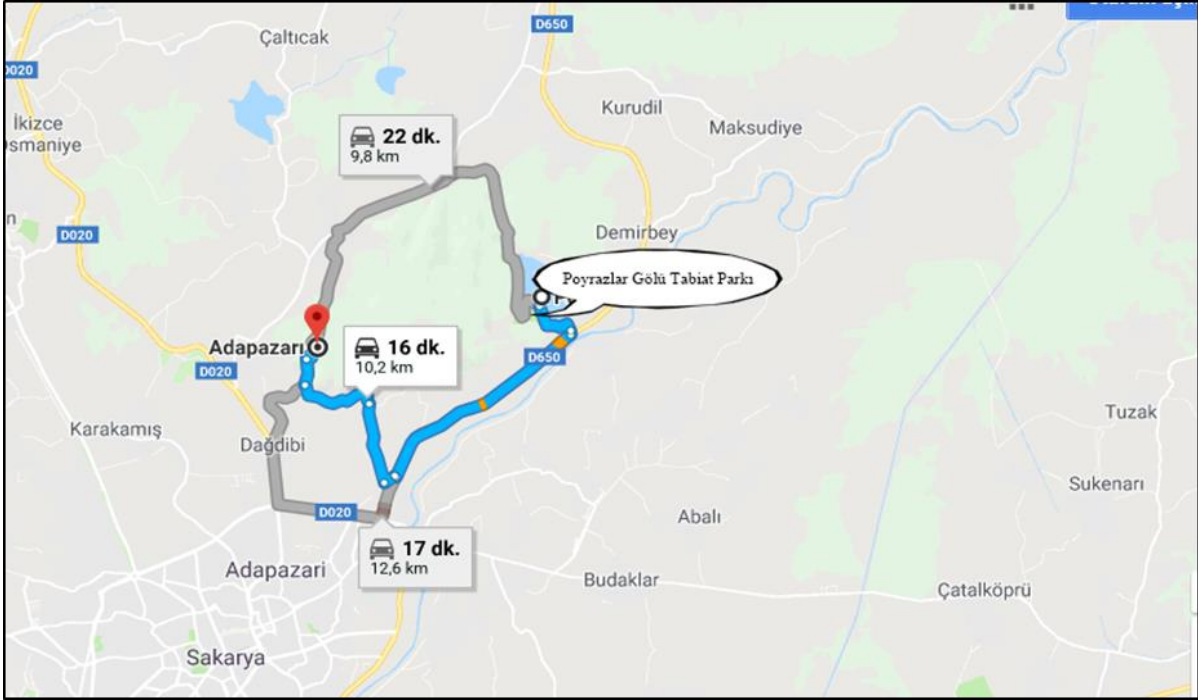 D650
Çaltıcak
D020
İkizce
Kurudil
Maksudiye
22 dk.
9,8 km
D020
Demirbey
Poyrazlar Gölü Tabiat Parkı
Adapazarı
16 dk.
10,2 km
D650
D020
Karakamış
Dağdibi
Tuzak
Sukenarı
D020
Abalı
17 dk.
12,6 km
Adapazari
Budaklar
Çatalköprü
Sakarya